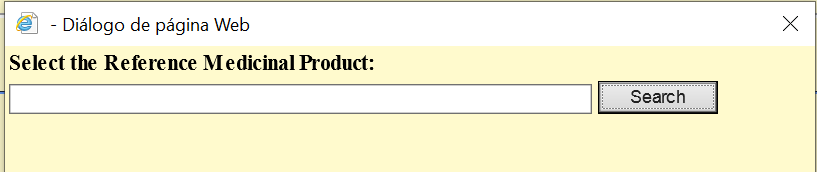 - Diálogo de página Web
Select the Reference Medicinal Product:
Search